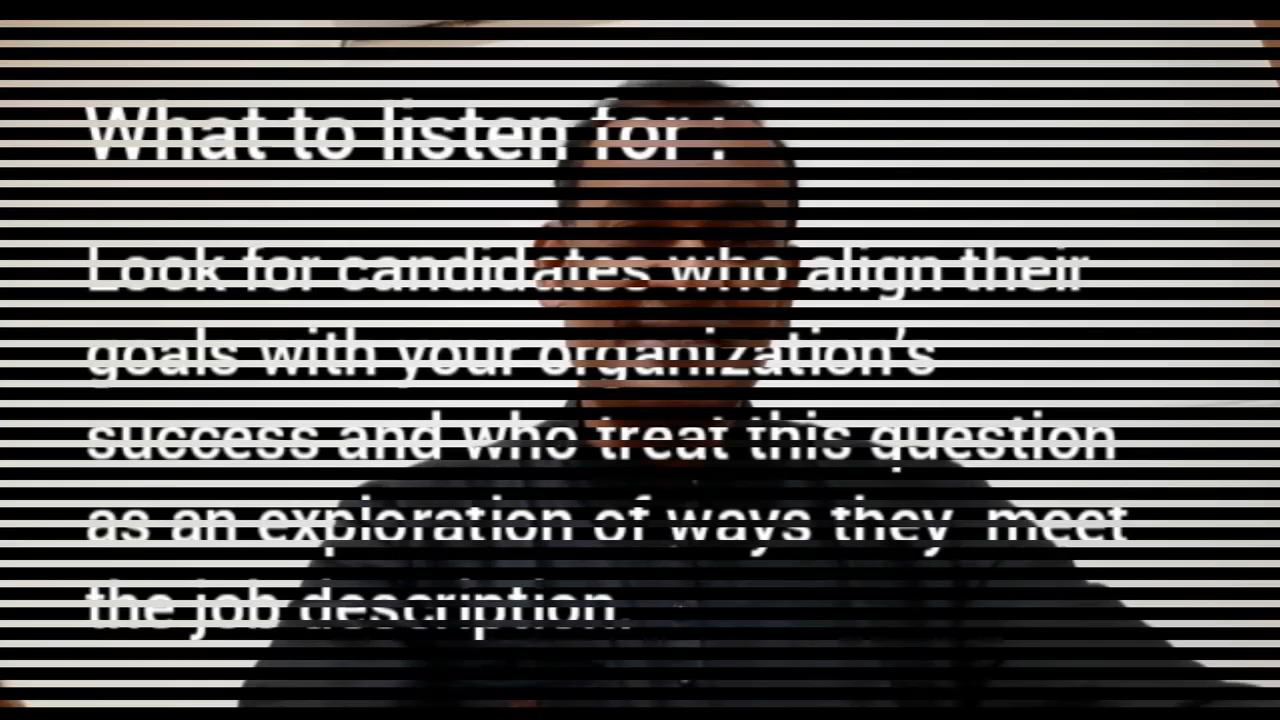 What to listen for :
Look for candidates who align their
goals with your organization's
success and who treat this question
as an exploration of ways they  meet
the job description.